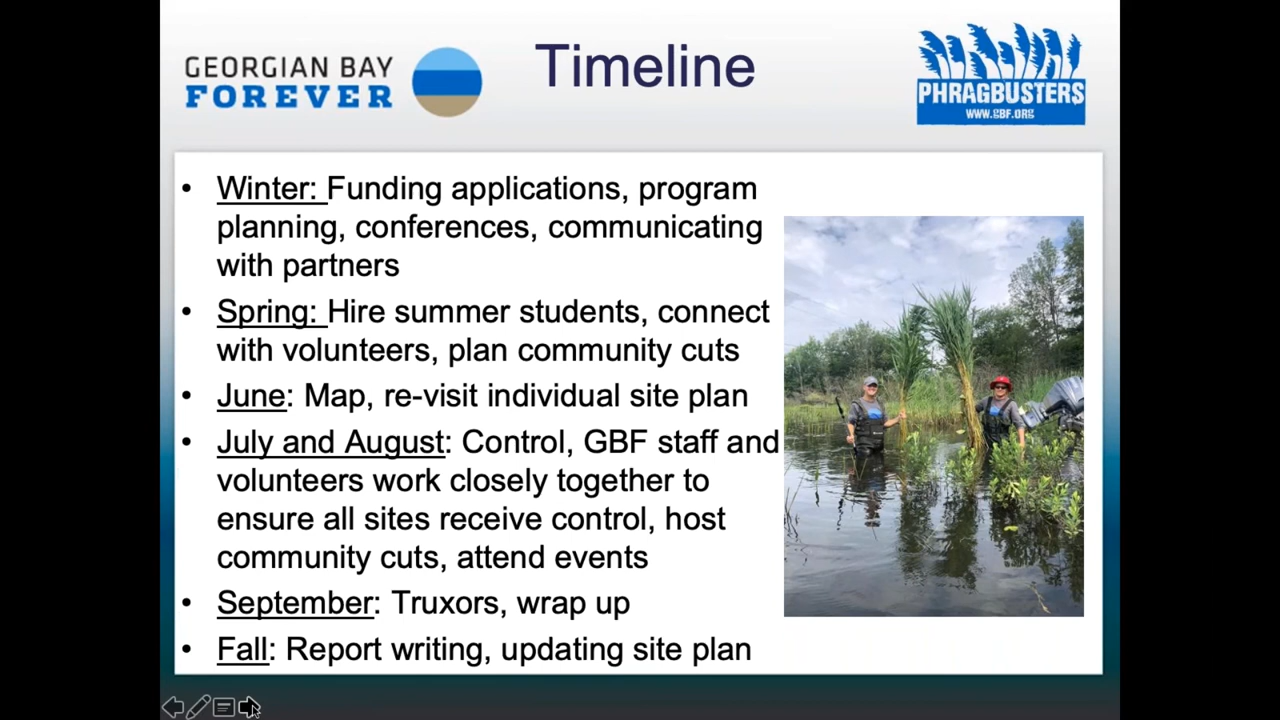 GEORGIAN BAY
FOREVER
Timeline
PHRAGBUSTERS
www.GBF.ORG
• Winter: Funding applications, program
planning, conferences, communicating
with partners
• Spring: Hire summer students, connect
with volunteers, plan community cuts
• June: Map, re-visit individual site plan
• July and August: Control, GBF staff and
volunteers work closely together to
ensure all sites receive control, host
community cuts, attend events
• September: Truxors, wrap up
• Fall: Report writing, updating site plan